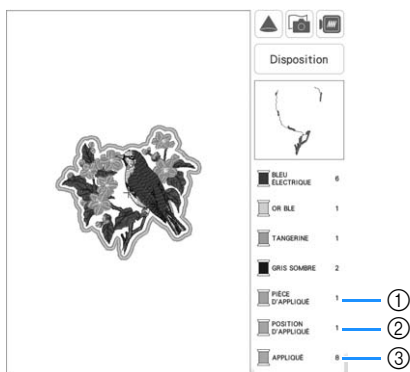 Disposition
BLEU
ÉLECTRIQUE 6
OR BLE 1
TANGERINE 1
GRIS SOMBRE 2
PIÈCE
D'APPLIQUÉ 1 ①
POSITION
D'APPLIQUÉ 1 ②
APPLIQUÉ 8 ③